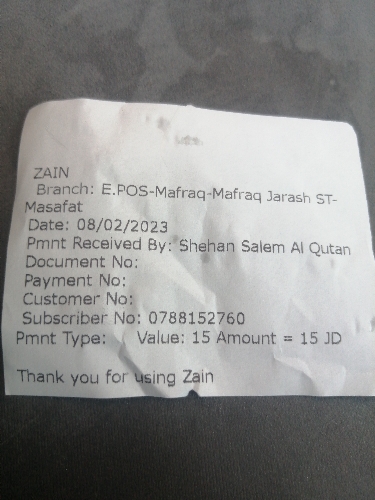 ZAIN
Branch: E.POS-Mafraq-Mafraq Jarash ST-
Masafat
Date: 08/02/2023
Pmnt Received By: Shehan Salem Al Qutan
Document No:
Payment No:
Customer No:
Subscriber No: 0788152760
Pmnt Type: Value: 15 Amount = 15 JD
Thank you for using Zain